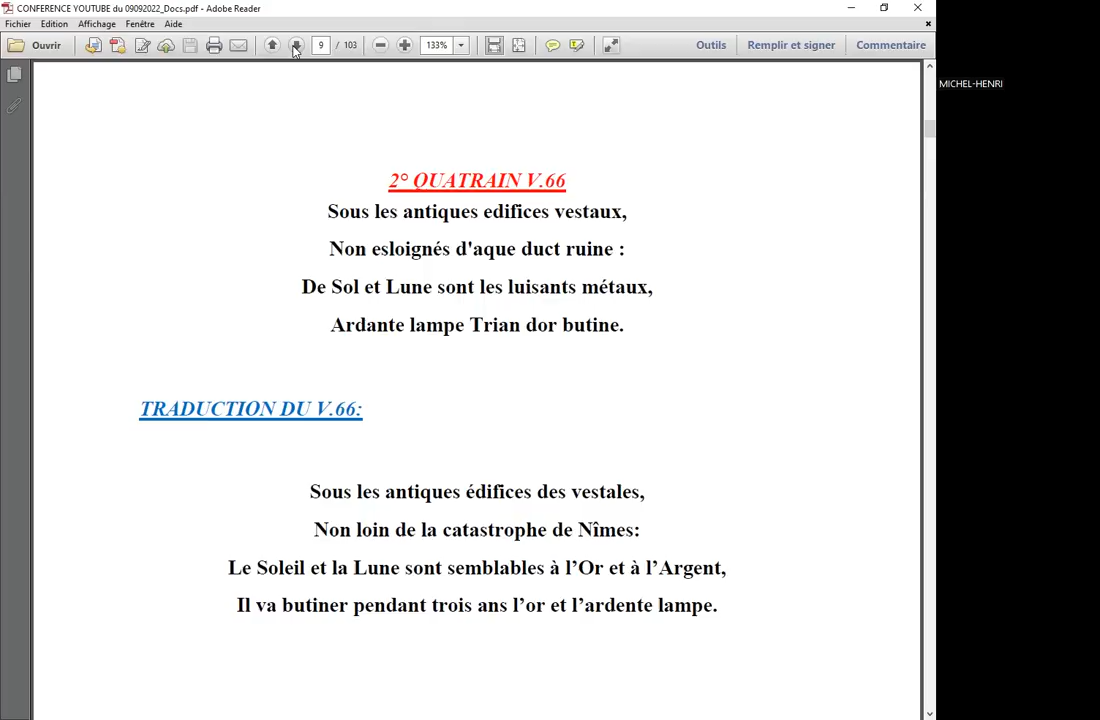 CONFERENCE YOUTUBE du 09092022_Docs.pdf - Adobe Reader
Fichier Edition Affichage Fenêtre Aide
Ouvrir 9 / 103 133% Outils Remplir et signer Commentaire
MICHEL-HENRI
2° QUATRAIN V.66
Sous les antiques edifices vestaux,
Non esloignés d'aque duct ruine :
De Sol et Lune sont les luisants métaux,
Ardante lampe Trian dor butine.
TRADUCTION DU V.66:
Sous les antiques édifices des vestales,
Non loin de la catastrophe de Nîmes:
Le Soleil et la Lune sont semblables à l’Or et à l’Argent,
Il va butiner pendant trois ans l’or et l’ardente lampe.